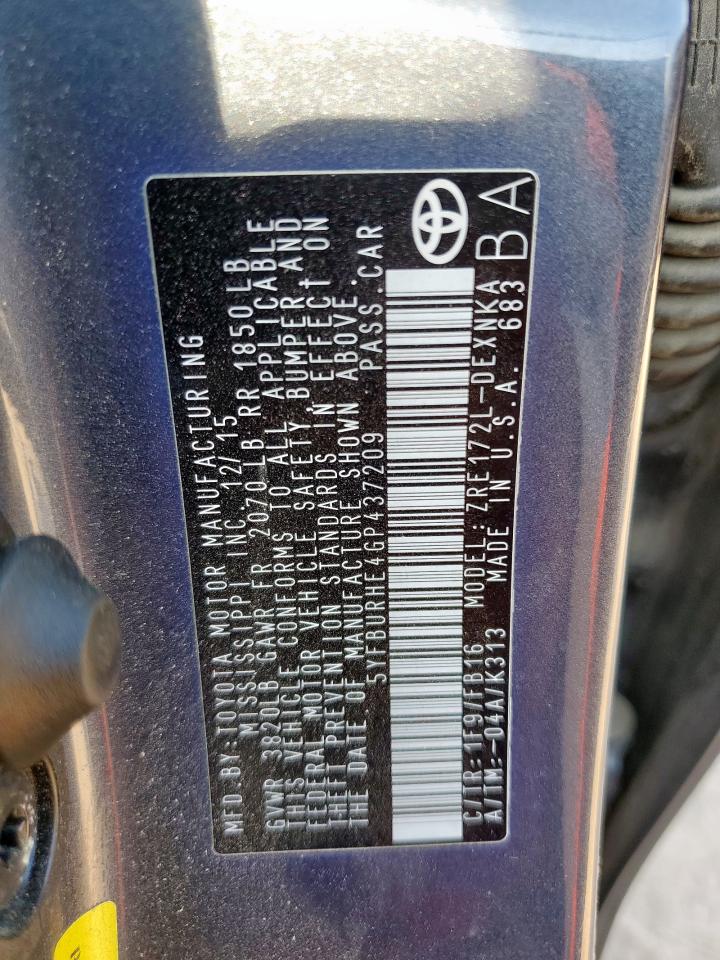 MFD BY: TOYOTA MOTOR MANUFACTURING
MISSISSIPPI INC. 12/15
GVWR 3820LB GAWR FR 2070 LB RR 1850LB
THIS VEHICLE CONFORMS TO ALL APPLICABLE
FEDERAL MOTOR VEHICLE SAFETY, BUMPER AND
THEFT PREVENTION STANDARDS IN EFFECT ON
THE DATE OF MANUFACTURE SHOWN ABOVE.
5YFBURHE4GP437209 PASS. CAR
C/TR:1F9/FB16 MODEL:ZRE172L-DEXNKA
A/TM:-04A/K313 MADE IN U.S.A. 683
BA